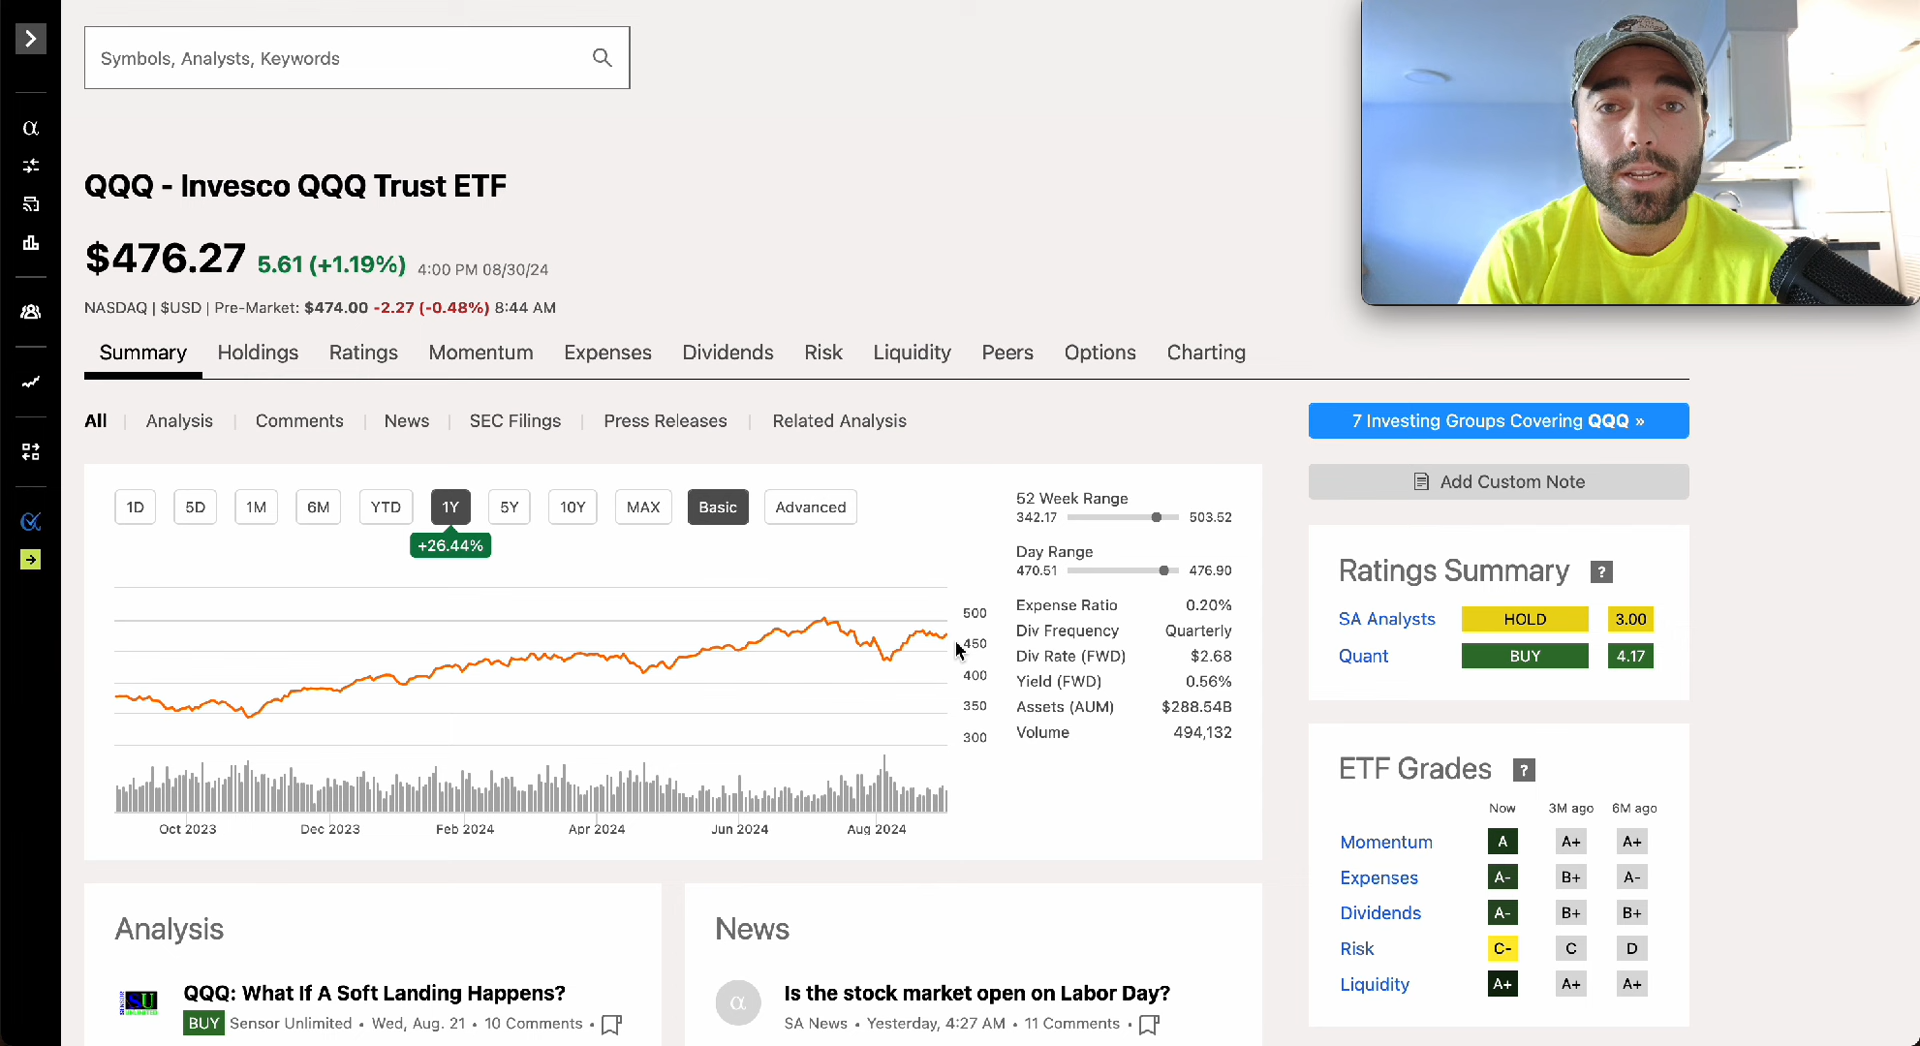 Symbols, Analysts, Keywords
QQQ - Invesco QQQ Trust ETF
$476.27 5.61 (+1.19%) 4:00 PM 08/30/24
NASDAQ | $USD | Pre-Market: $474.00 -2.27 (-0.48%) 8:44 AM
Summary Holdings Ratings Momentum Expenses Dividends Risk Liquidity Peers Options Charting
All | Analysis | Comments | News | SEC Filings | Press Releases | Related Analysis
1D 5D 1M 6M YTD 1Y 5Y 10Y MAX Basic Advanced
+26.44%
500
450
400
350
300
Oct 2023 Dec 2023 Feb 2024 Apr 2024 Jun 2024 Aug 2024
52 Week Range
342.17 503.52
Day Range
470.51 476.90
Expense Ratio 0.20%
Div Frequency Quarterly
Div Rate (FWD) $2.68
Yield (FWD) 0.56%
Assets (AUM) $288.54B
Volume 494,132
7 Investing Groups Covering QQQ »
Add Custom Note
Ratings Summary ?
SA Analysts HOLD 3.00
Quant BUY 4.17
ETF Grades ?
Now 3M ago 6M ago
Momentum A A+ A+
Expenses A- B+ A-
Dividends A- B+ B+
Risk C- C D
Liquidity A+ A+ A+
Analysis
QQQ: What If A Soft Landing Happens?
BUY Sensor Unlimited • Wed, Aug. 21 • 10 Comments •
News
α
Is the stock market open on Labor Day?
SA News • Yesterday, 4:27 AM • 11 Comments •